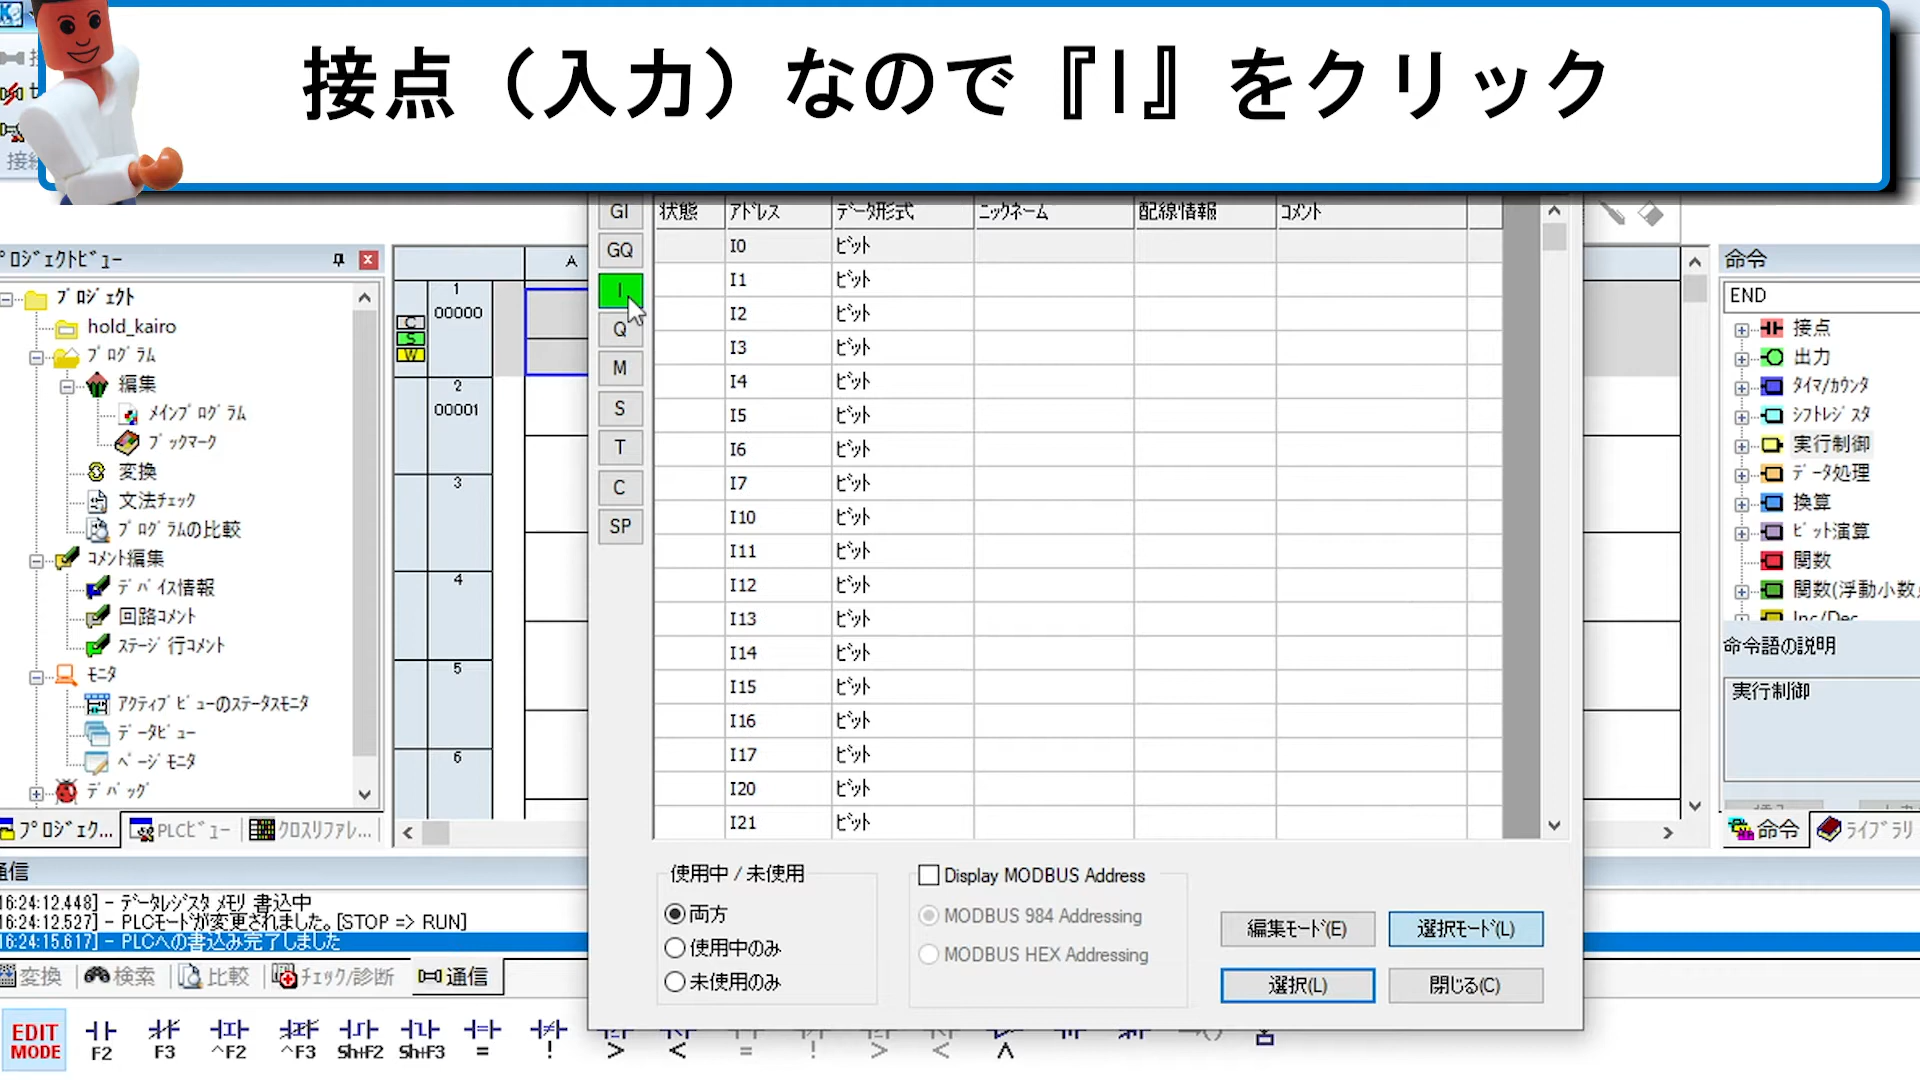 接点（入力）なので『I』をクリック
GI
GQ
I
Q
M
S
T
C
SP
状態 アドレス データ形式 ニックネーム 配線情報 コメント
I0 ビット
I1 ビット
I2 ビット
I3 ビット
I4 ビット
I5 ビット
I6 ビット
I7 ビット
I10 ビット
I11 ビット
I12 ビット
I13 ビット
I14 ビット
I15 ビット
I16 ビット
I17 ビット
I20 ビット
I21 ビット
使用中 / 未使用
両方
使用中のみ
未使用のみ
Display MODBUS Address
MODBUS 984 Addressing
MODBUS HEX Addressing
編集モード(E)
選択モード(L)
選択(L)
閉じる(C)
プロジェクト
hold_kairo
プログラム
編集
メインプログラム
ブックマーク
変換
文法チェック
プログラムの比較
コメント編集
デバイス情報
回路コメント
ステージ行コメント
モニタ
アクティブビューのステータスモニタ
データビュー
ページモニタ
デバッグ
プロジェク...
PLCビュー
クロスリファレ...
A
1
00000
C
S
W
2
00001
3
4
5
6
命令
END
接点
出力
タイマ/カウンタ
シフトレジスタ
実行制御
データ処理
換算
ビット演算
関数
関数(浮動小数点
命令語の説明
実行制御
命令
ライブラリ
通信
16:24:12.448] - データレジスタ メモリ 書込中
16:24:12.527] - PLCモードが変更されました。[STOP => RUN]
16:24:15.617] - PLCへの書込み完了しました
変換
検索
比較
チェック/診断
通信
EDIT
MODE
F2
F3
^F2
^F3
Sh+F2
Sh+F3
=
!
>
<
=
!
>
<